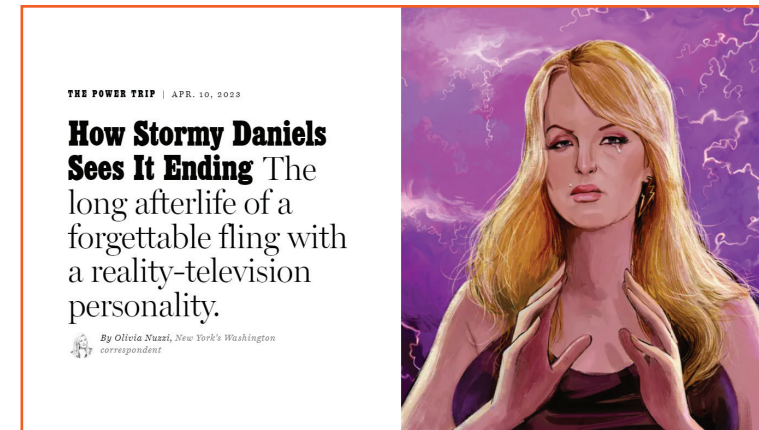 THE POWER TRIP | APR. 10, 2023
How Stormy Daniels
Sees It Ending The
long afterlife of a
forgettable fling with
a reality-television
personality.
By Olivia Nuzzi, New York's Washington
correspondent